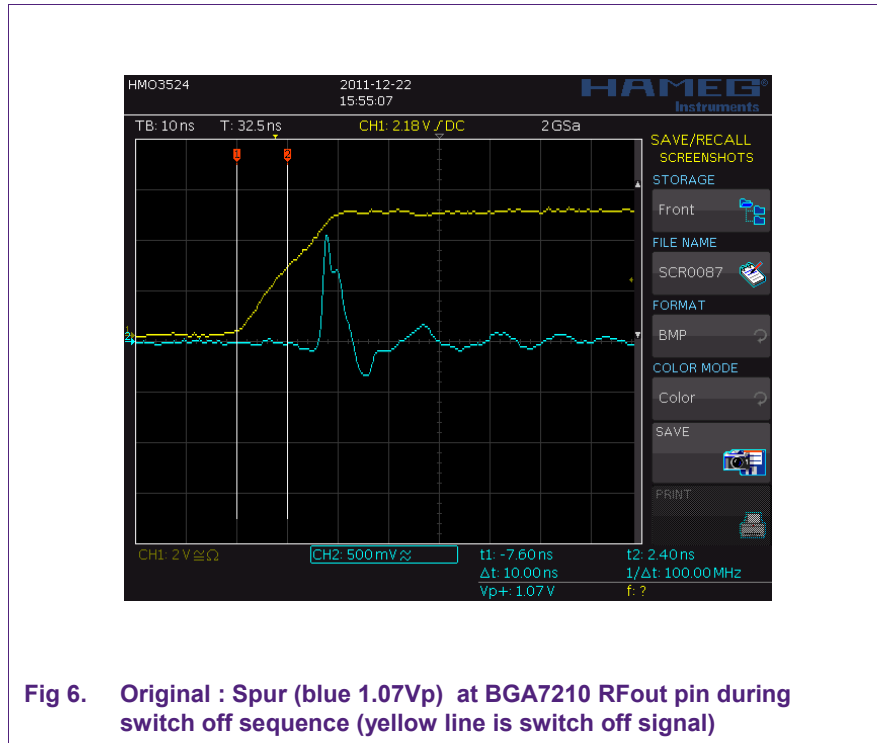 HMO3524
2011-12-22
15:55:07
HAMEG®
Instruments
TB: 10 ns T: 32.5 ns CH1: 2.18 V / DC 2 GSa
SAVE/RECALL
SCREENSHOTS
STORAGE
Front
FILE NAME
SCR0087
FORMAT
BMP
COLOR MODE
Color
SAVE
PRINT
1 2
1
2
CH1: 2 V ≅ Ω CH2: 500 mV ≈ t1: -7.60 ns t2: 2.40 ns
Δt: 10.00 ns 1/Δt: 100.00 MHz
Vp+: 1.07 V f: ?
Fig 6. Original : Spur (blue 1.07Vp) at BGA7210 RFout pin during
switch off sequence (yellow line is switch off signal)